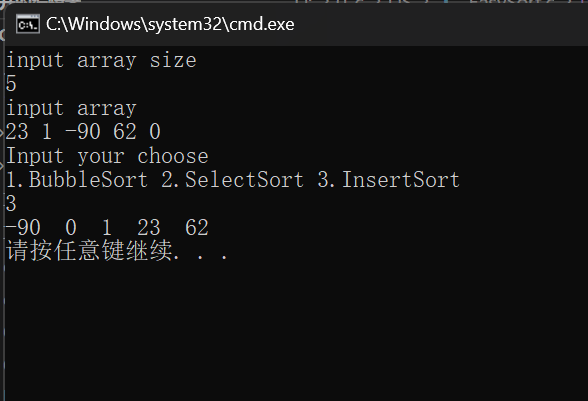 C:\Windows\system32\cmd.exe
input array size
5
input array
23 1 -90 62 0
Input your choose
1.BubbleSort 2.SelectSort 3.InsertSort
3
-90  0  1  23  62
请按任意键继续. . .